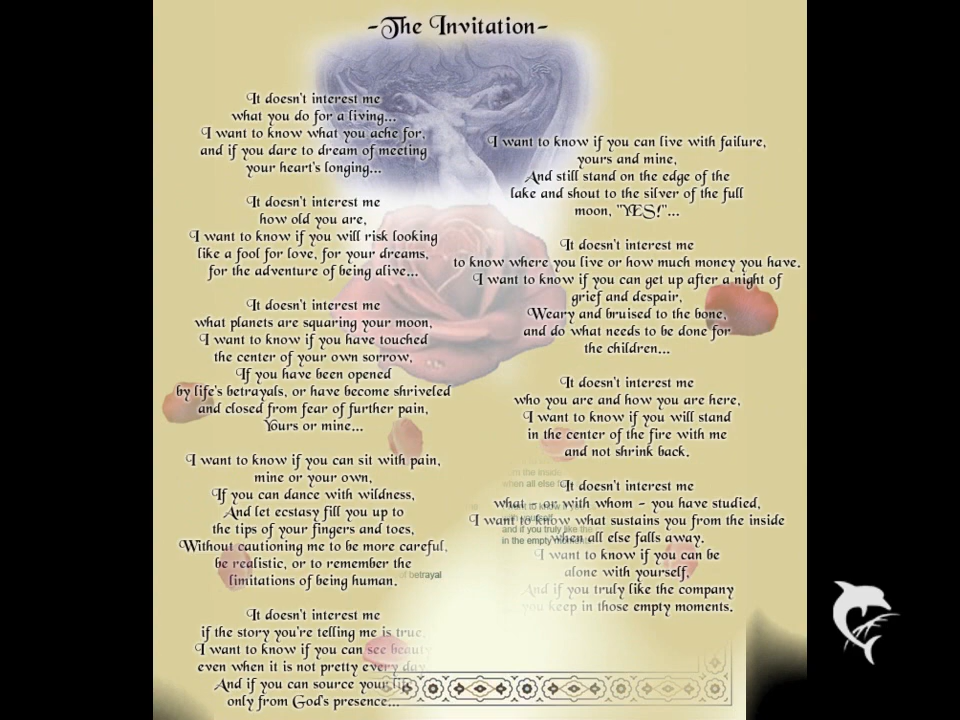 -The Invitation-
It doesn't interest me
what you do for a living...
I want to know what you ache for,
and if you dare to dream of meeting
your heart's longing...
It doesn't interest me
how old you are,
I want to know if you will risk looking
like a fool for love, for your dreams,
for the adventure of being alive...
It doesn't interest me
what planets are squaring your moon,
I want to know if you have touched
the center of your own sorrow,
If you have been opened
by life's betrayals, or have become shriveled
and closed from fear of further pain,
Yours or mine...
I want to know if you can sit with pain,
mine or your own,
If you can dance with wildness,
And let ecstasy fill you up to
the tips of your fingers and toes,
Without cautioning me to be more careful,
be realistic, or to remember the
limitations of being human.
It doesn't interest me
if the story you're telling me is true,
I want to know if you can see beauty
even when it is not pretty every day
And if you can source your life
only from God's presence...
I want to know if you can live with failure,
yours and mine,
And still stand on the edge of the
lake and shout to the silver of the full
moon, "YES!"...
It doesn't interest me
to know where you live or how much money you have.
I want to know if you can get up after a night of
grief and despair,
Weary and bruised to the bone,
and do what needs to be done for
the children...
It doesn't interest me
who you are and how you are here,
I want to know if you will stand
in the center of the fire with me
and not shrink back.
It doesn't interest me
what - or with whom - you have studied,
I want to know what sustains you from the inside
when all else falls away.
I want to know if you can be
alone with yourself,
And if you truly like the company
you keep in those empty moments.
the inside
when all else
and if you truly like the
in the empty moments
betrayal